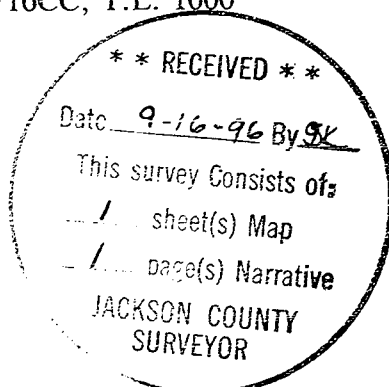 16CC, T.L. 1600
* * RECEIVED * *
Date 9-16-96 By SK
This survey Consists of:
1 sheet(s) Map
1 page(s) Narrative
JACKSON COUNTY
SURVEYOR